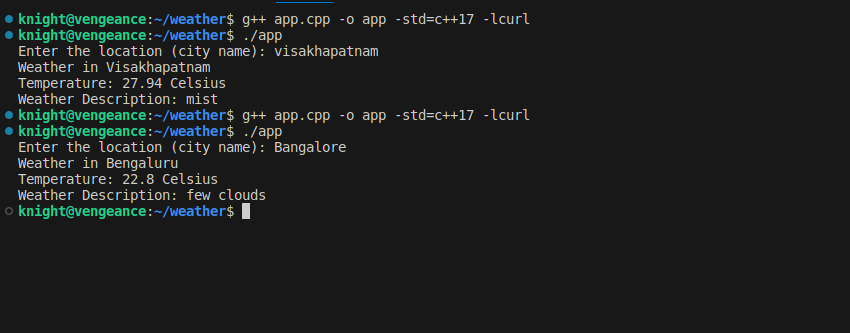 knight@vengeance:~/weather$ g++ app.cpp -o app -std=c++17 -lcurl
knight@vengeance:~/weather$ ./app
Enter the location (city name): visakhapatnam
Weather in Visakhapatnam
Temperature: 27.94 Celsius
Weather Description: mist
knight@vengeance:~/weather$ g++ app.cpp -o app -std=c++17 -lcurl
knight@vengeance:~/weather$ ./app
Enter the location (city name): Bangalore
Weather in Bengaluru
Temperature: 22.8 Celsius
Weather Description: few clouds
knight@vengeance:~/weather$